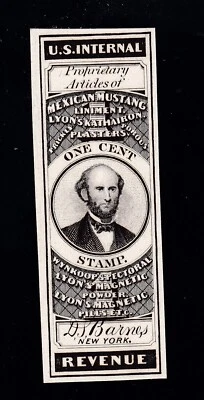 U.S. INTERNAL
Proprietary
Articles of
MEXICAN MUSTANG
LINIMENT.
LYON'S KATHAIRON.
POROUS
PLASTERS.
ONE CENT
STAMP.
WYNKOOP'S PECTORAL
LYON'S MAGNETIC
POWDER.
LYON'S MAGNETIC
PILLS ETC.
D.S. Barnes
NEW YORK.
REVENUE